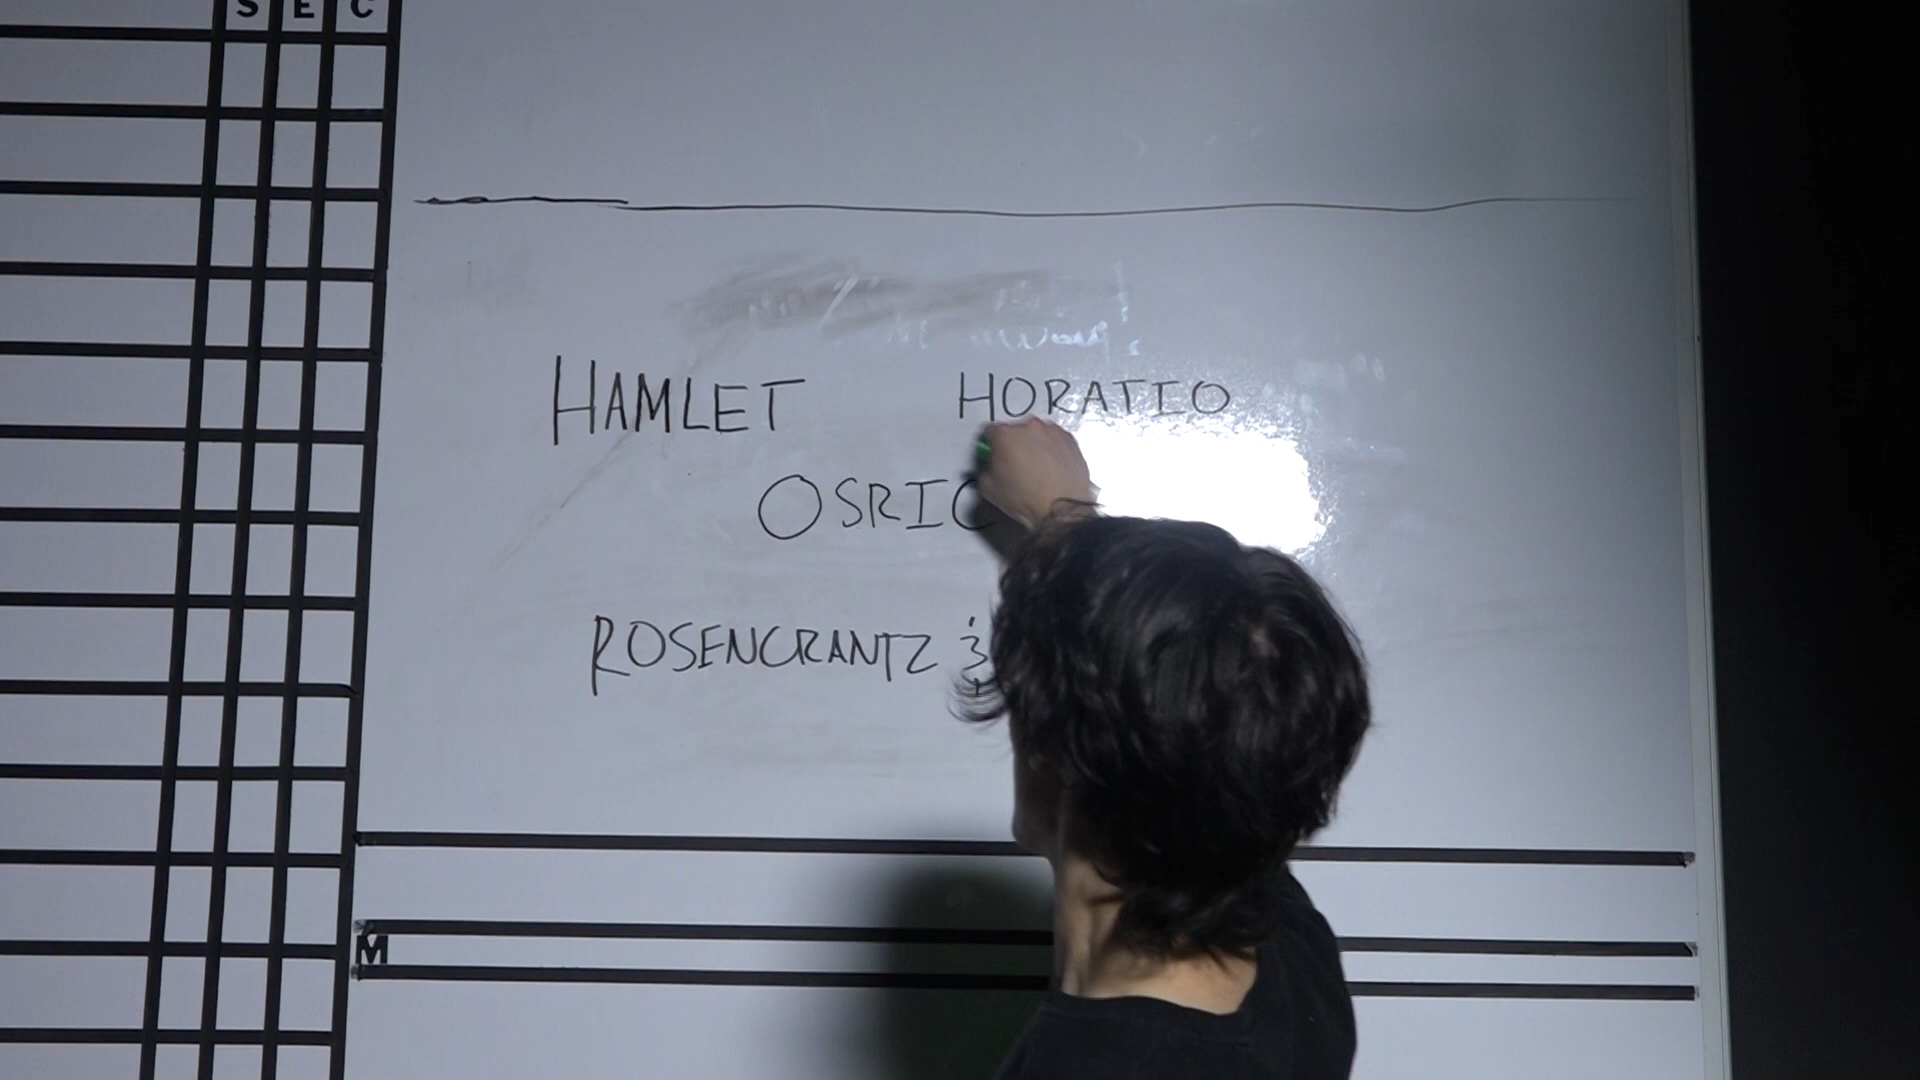 S E C
HAMLET HORATIO
OSRIC
ROSENCRANTZ &
M